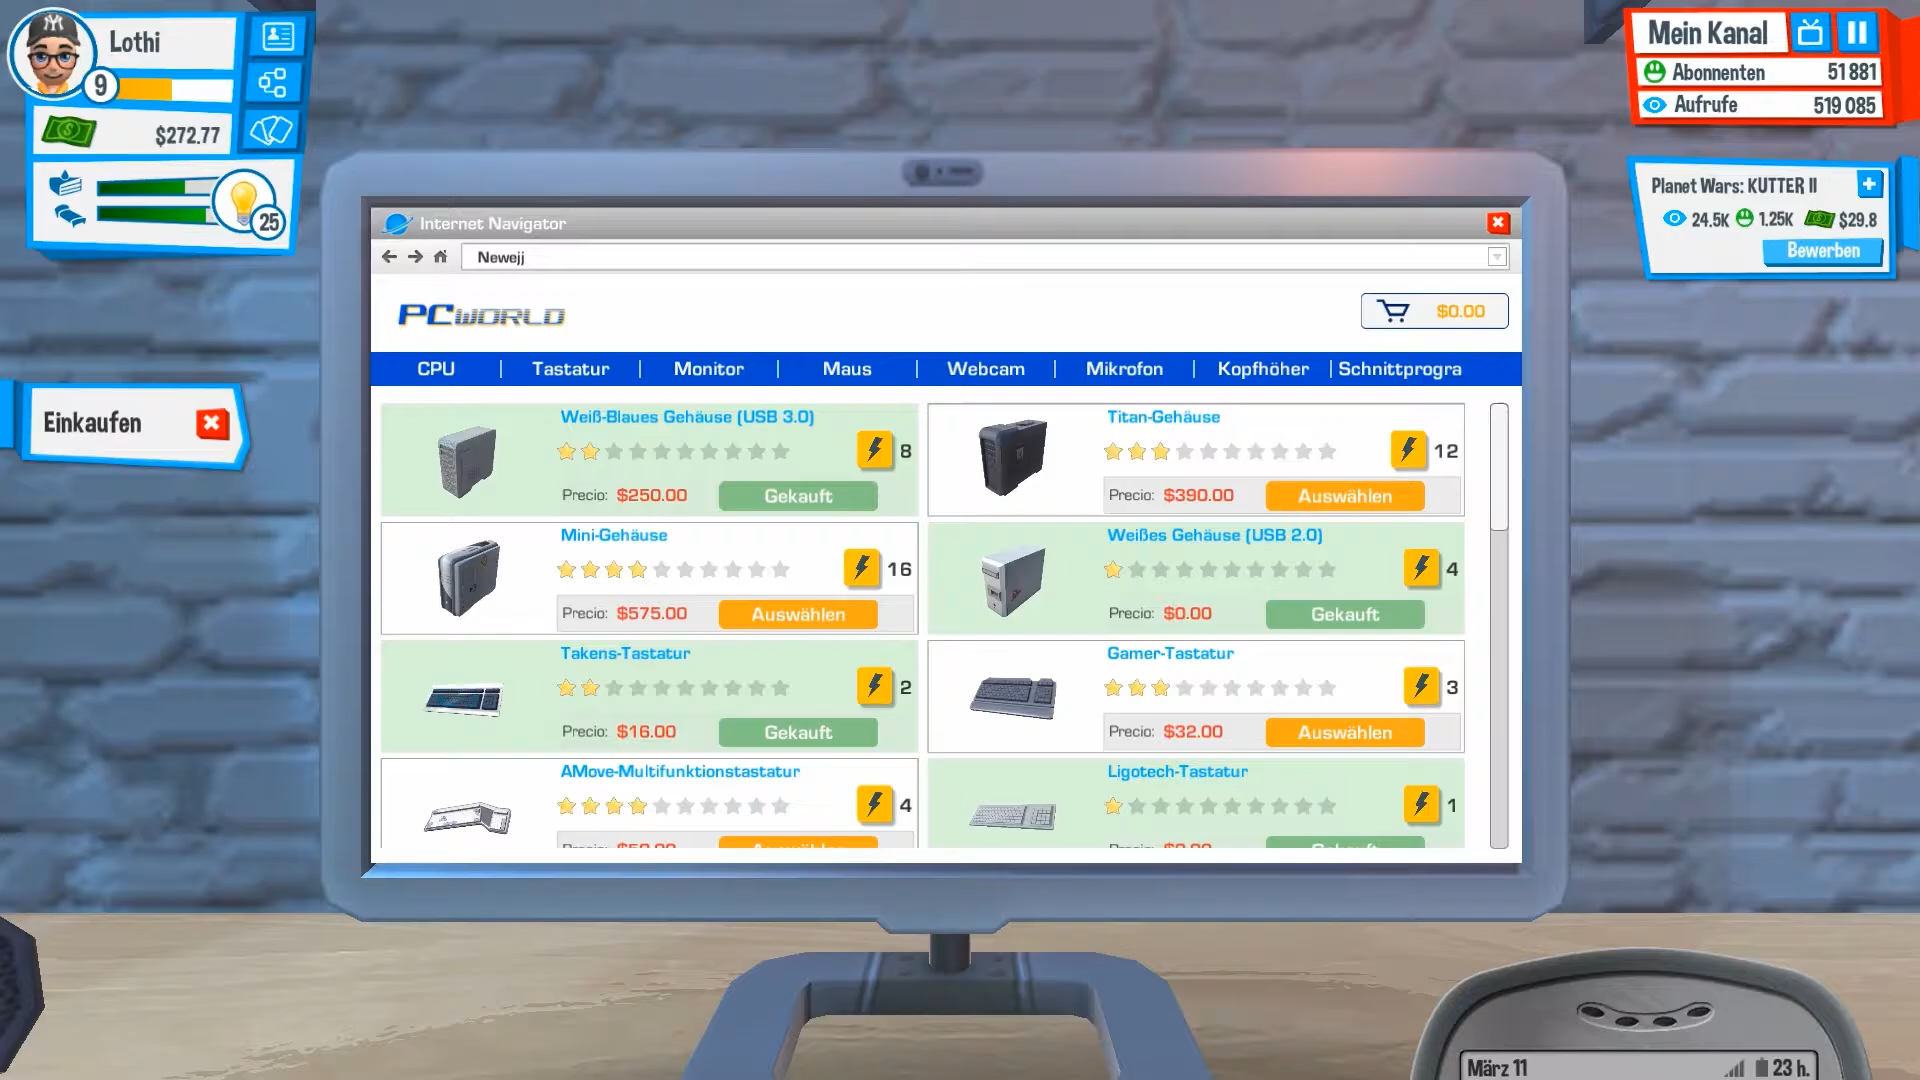 Lothi
9
$272.77
25
Mein Kanal
Abonnenten 51 881
Aufrufe 519 085
Planet Wars: KUTTER II
24.5K 1.25K $29.8
Bewerben
Einkaufen
Internet Navigator
Newejj
PCWORLD
$0.00
CPU Tastatur Monitor Maus Webcam Mikrofon Kopfhöher Schnittprogra
Weiß-Blaues Gehäuse (USB 3.0)
8
Precio: $250.00 Gekauft
Titan-Gehäuse
12
Precio: $390.00 Auswählen
Mini-Gehäuse
16
Precio: $575.00 Auswählen
Weißes Gehäuse (USB 2.0)
4
Precio: $0.00 Gekauft
Takens-Tastatur
2
Precio: $16.00 Gekauft
Gamer-Tastatur
3
Precio: $32.00 Auswählen
AMove-Multifunktionstastatur
4
Ligotech-Tastatur
1
März 11 23 h.